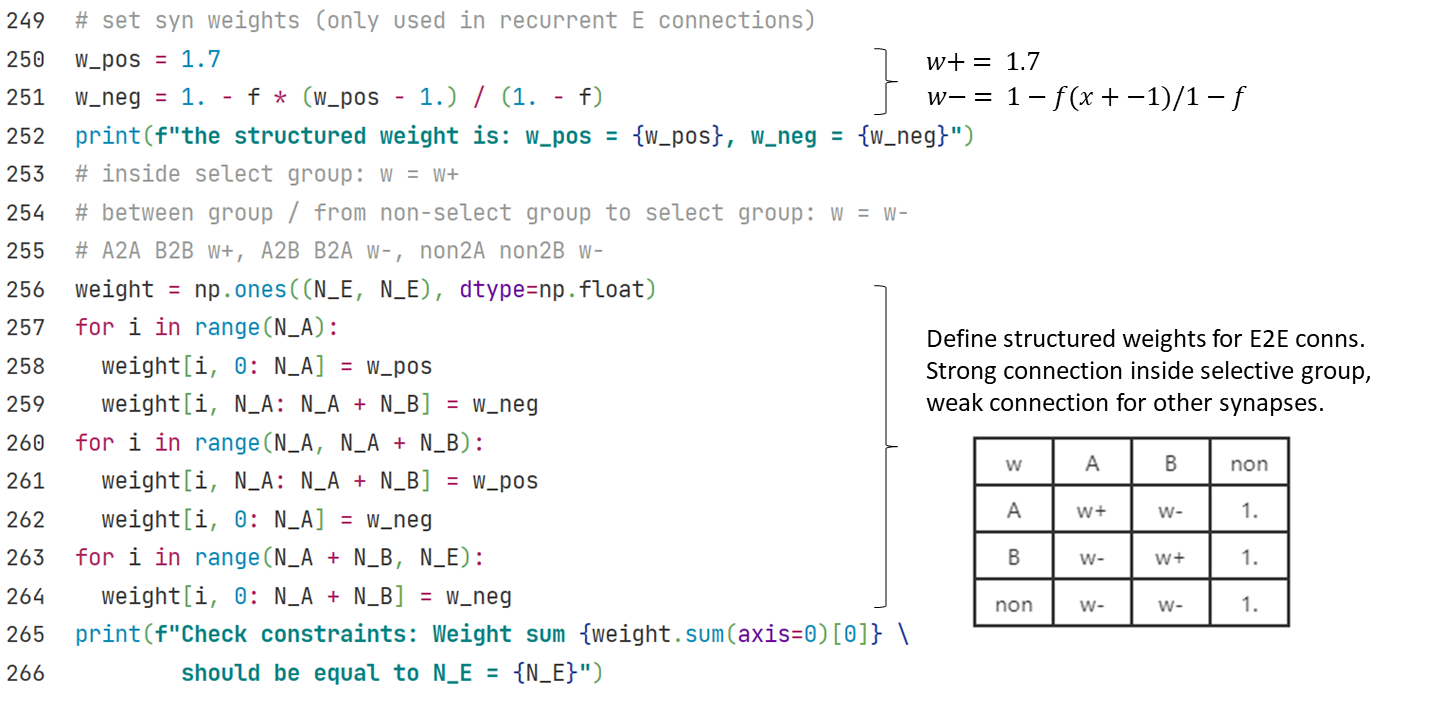 249 # set syn weights (only used in recurrent E connections)
250 w_pos = 1.7
251 w_neg = 1. - f * (w_pos - 1.) / (1. - f)
252 print(f"the structured weight is: w_pos = {w_pos}, w_neg = {w_neg}")
253 # inside select group: w = w+
254 # between group / from non-select group to select group: w = w-
255 # A2A B2B w+, A2B B2A w-, non2A non2B w-
256 weight = np.ones((N_E, N_E), dtype=np.float)
257 for i in range(N_A):
258   weight[i, 0: N_A] = w_pos
259   weight[i, N_A: N_A + N_B] = w_neg
260 for i in range(N_A, N_A + N_B):
261   weight[i, N_A: N_A + N_B] = w_pos
262   weight[i, 0: N_A] = w_neg
263 for i in range(N_A + N_B, N_E):
264   weight[i, 0: N_A + N_B] = w_neg
265 print(f"Check constraints: Weight sum {weight.sum(axis=0)[0]} \
266         should be equal to N_E = {N_E}")
w+ = 1.7
w− = 1 − f(x + −1)/1 − f
Define structured weights for E2E conns.
Strong connection inside selective group,
weak connection for other synapses.
w A B non
A w+ w- 1.
B w- w+ 1.
non w- w- 1.